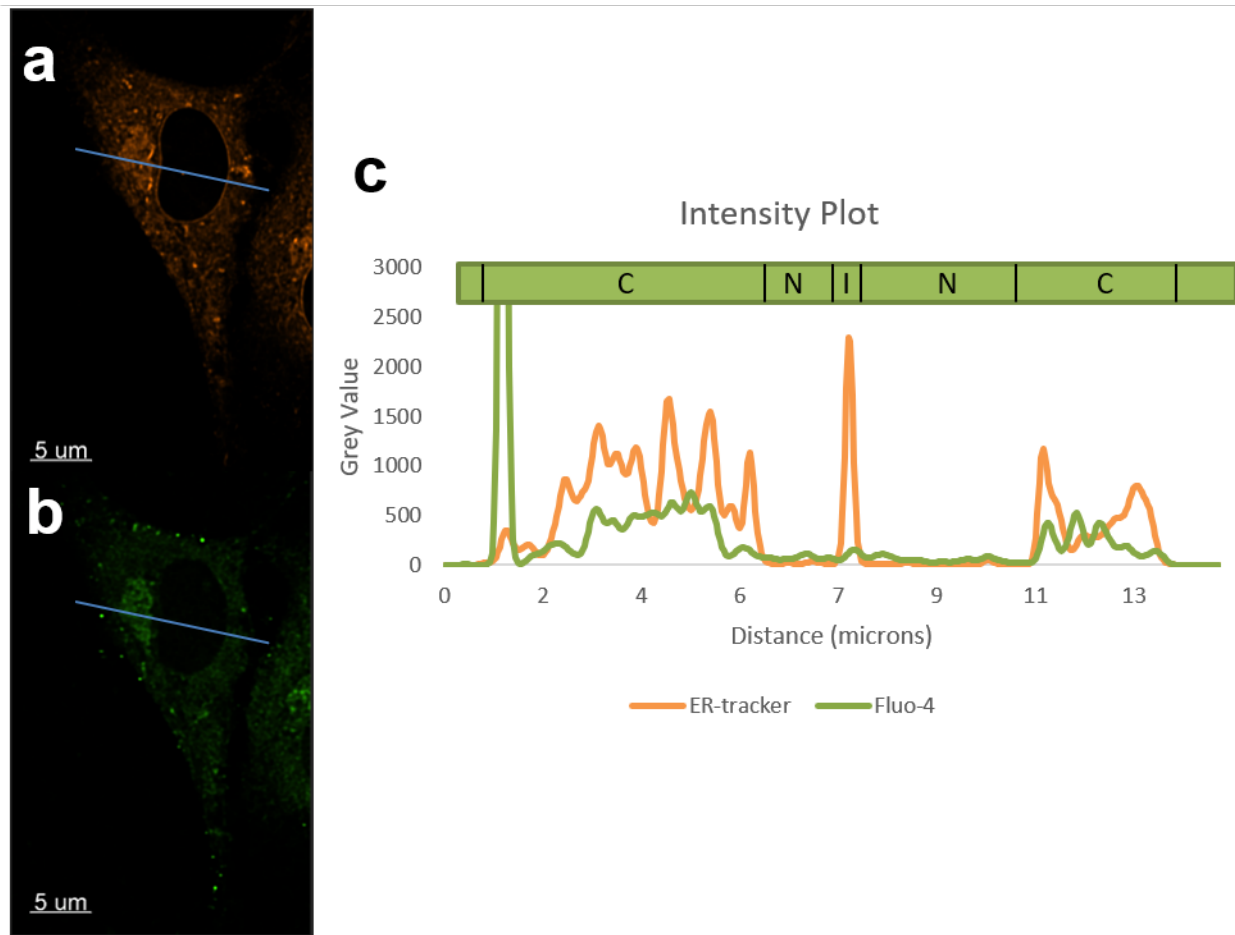 a
5 um
b
5 um
c
Intensity Plot
C N I N C
3000
2500
2000
1500
1000
500
0
Grey Value
0 2 4 6 7 9 11 13
Distance (microns)
ER-tracker Fluo-4